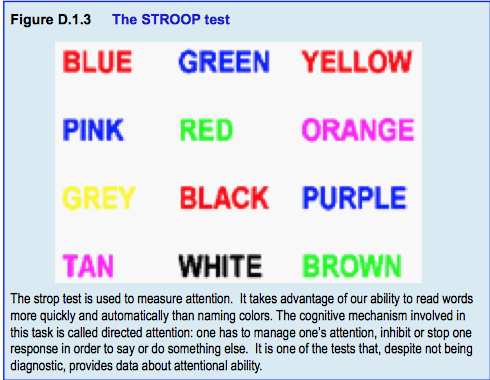 Figure D.1.3 The STROOP test
BLUE GREEN YELLOW
PINK RED ORANGE
GREY BLACK PURPLE
TAN WHITE BROWN
The strop test is used to measure attention. It takes advantage of our ability to read words
more quickly and automatically than naming colors. The cognitive mechanism involved in
this task is called directed attention: one has to manage one's attention, inhibit or stop one
response in order to say or do something else. It is one of the tests that, despite not being
diagnostic, provides data about attentional ability.